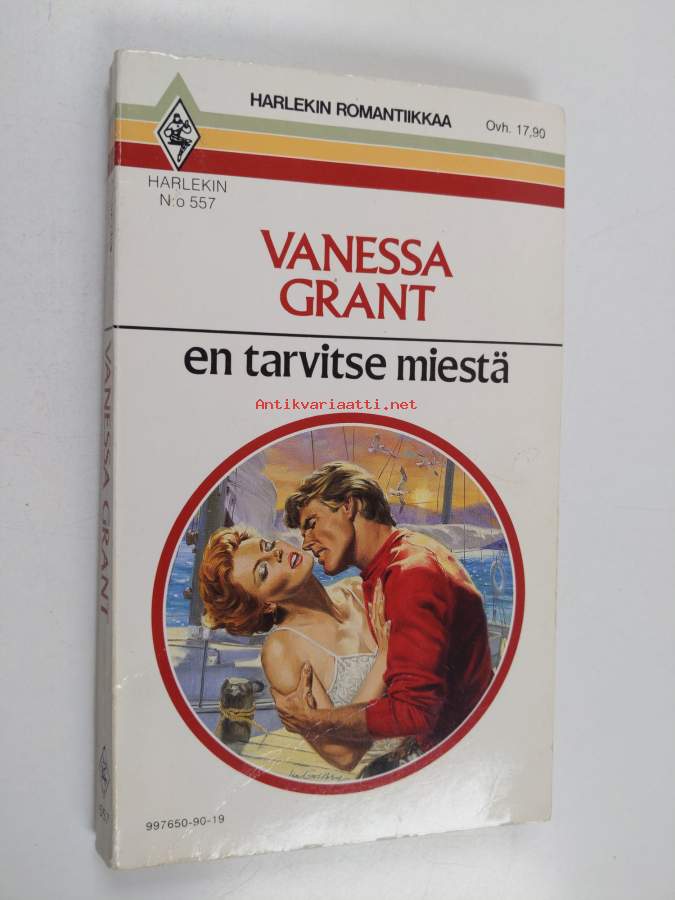 HARLEKIN ROMANTIIKKAA
Ovh. 17,90
HARLEKIN
N:o 557
VANESSA
GRANT
en tarvitse miestä
Antikvariaatti.net
VANESSA GRANT
557
997650-90-19